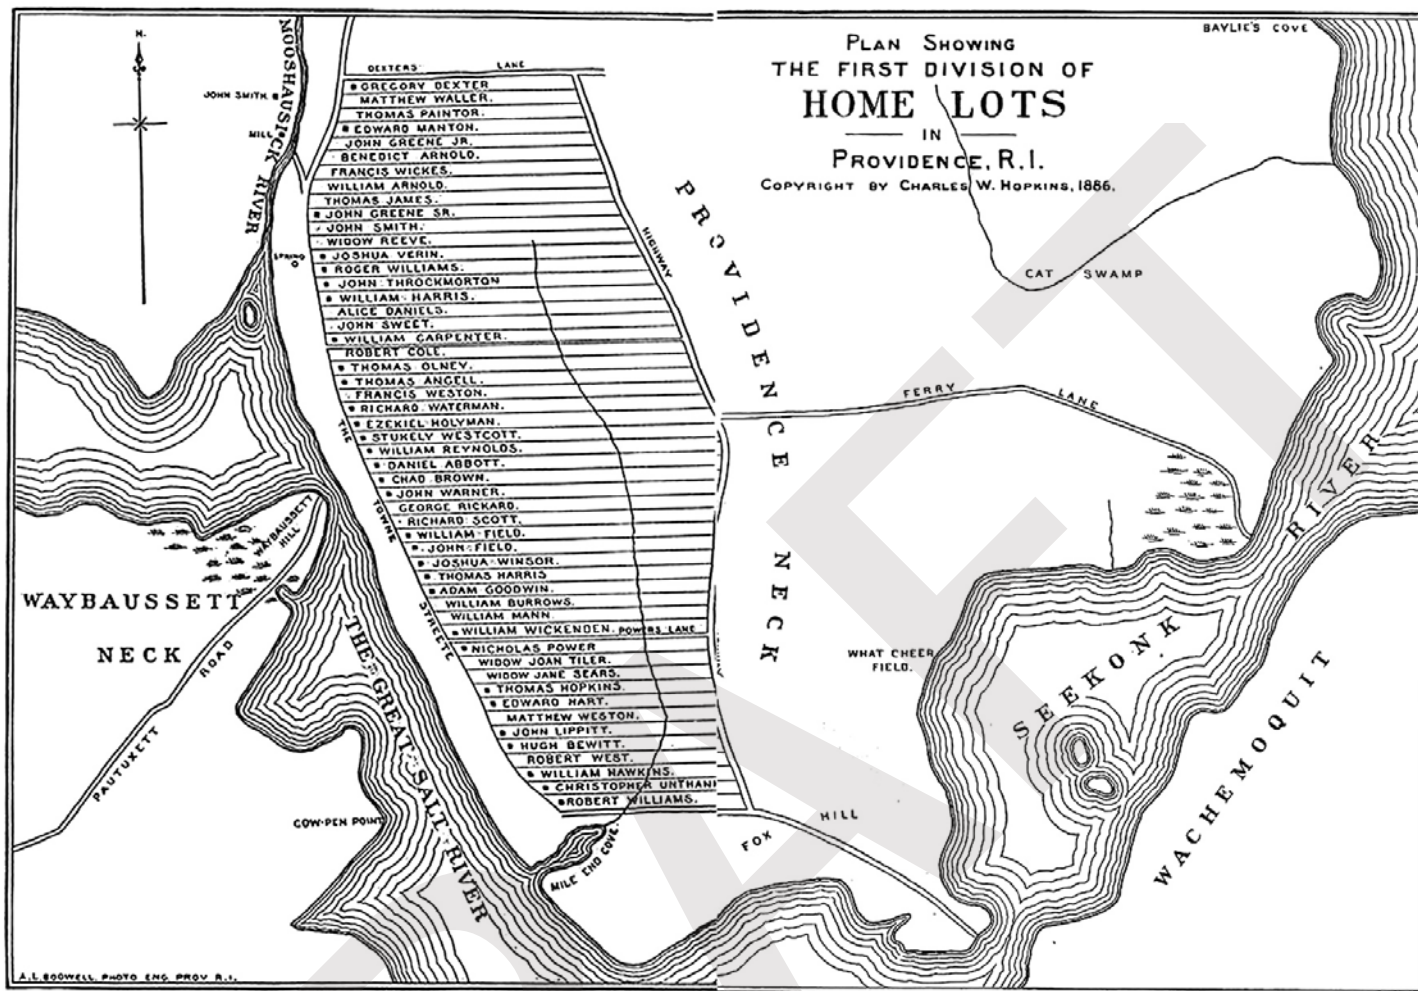 PLAN SHOWING
THE FIRST DIVISION OF
HOME LOTS
IN
PROVIDENCE, R.I.
COPYRIGHT BY CHARLES W. HOPKINS, 1886.
BAYLIE'S COVE
N.
MOOSHAUSICK RIVER
JOHN SMITH.
MILL
SPRING
DEXTERS LANE
GREGORY DEXTER
MATTHEW WALLER.
THOMAS PAINTOR.
EDWARD MANTON.
JOHN GREENE JR.
BENEDICT ARNOLD.
FRANCIS WICKES.
WILLIAM ARNOLD.
THOMAS JAMES.
JOHN GREENE SR.
JOHN SMITH.
WIDOW REEVE.
JOSHUA VERIN.
ROGER WILLIAMS.
JOHN THROCKMORTON
WILLIAM HARRIS.
ALICE DANIELS.
JOHN SWEET.
WILLIAM CARPENTER.
ROBERT COLE.
THOMAS OLNEY.
THOMAS ANGELL.
FRANCIS WESTON.
RICHARD WATERMAN.
EZEKIEL HOLYMAN.
STUKELY WESTCOTT.
WILLIAM REYNOLDS.
DANIEL ABBOTT.
CHAD BROWN.
JOHN WARNER.
GEORGE RICKARD.
RICHARD SCOTT.
WILLIAM FIELD.
JOHN FIELD.
JOSHUA WINSOR.
THOMAS HARRIS
ADAM GOODWIN.
WILLIAM BURROWS.
WILLIAM MANN.
WILLIAM WICKENDEN. POWERS LANE
NICHOLAS POWER
WIDOW JOAN TILER.
WIDOW JANE SEARS.
THOMAS HOPKINS.
EDWARD HART.
MATTHEW WESTON.
JOHN LIPPITT.
HUGH BEWITT.
ROBERT WEST.
WILLIAM HAWKINS.
CHRISTOPHER UNTHAN
ROBERT WILLIAMS.
THE TOWNE STREETE
HIGHWAY
PROVIDENCE NECK
CAT SWAMP
FERRY LANE
WAYBAUSSETT HILL
WAYBAUSSETT
NECK
PAUTUXETT ROAD
THE GREAT SALT RIVER
COW-PEN POINT
MILE END COVE.
FOX HILL
WHAT CHEER
FIELD.
SEEKONK RIVER
WACHEMOQUIT
A.L. BODWELL, PHOTO ENG. PROV R.I.
DRAFT